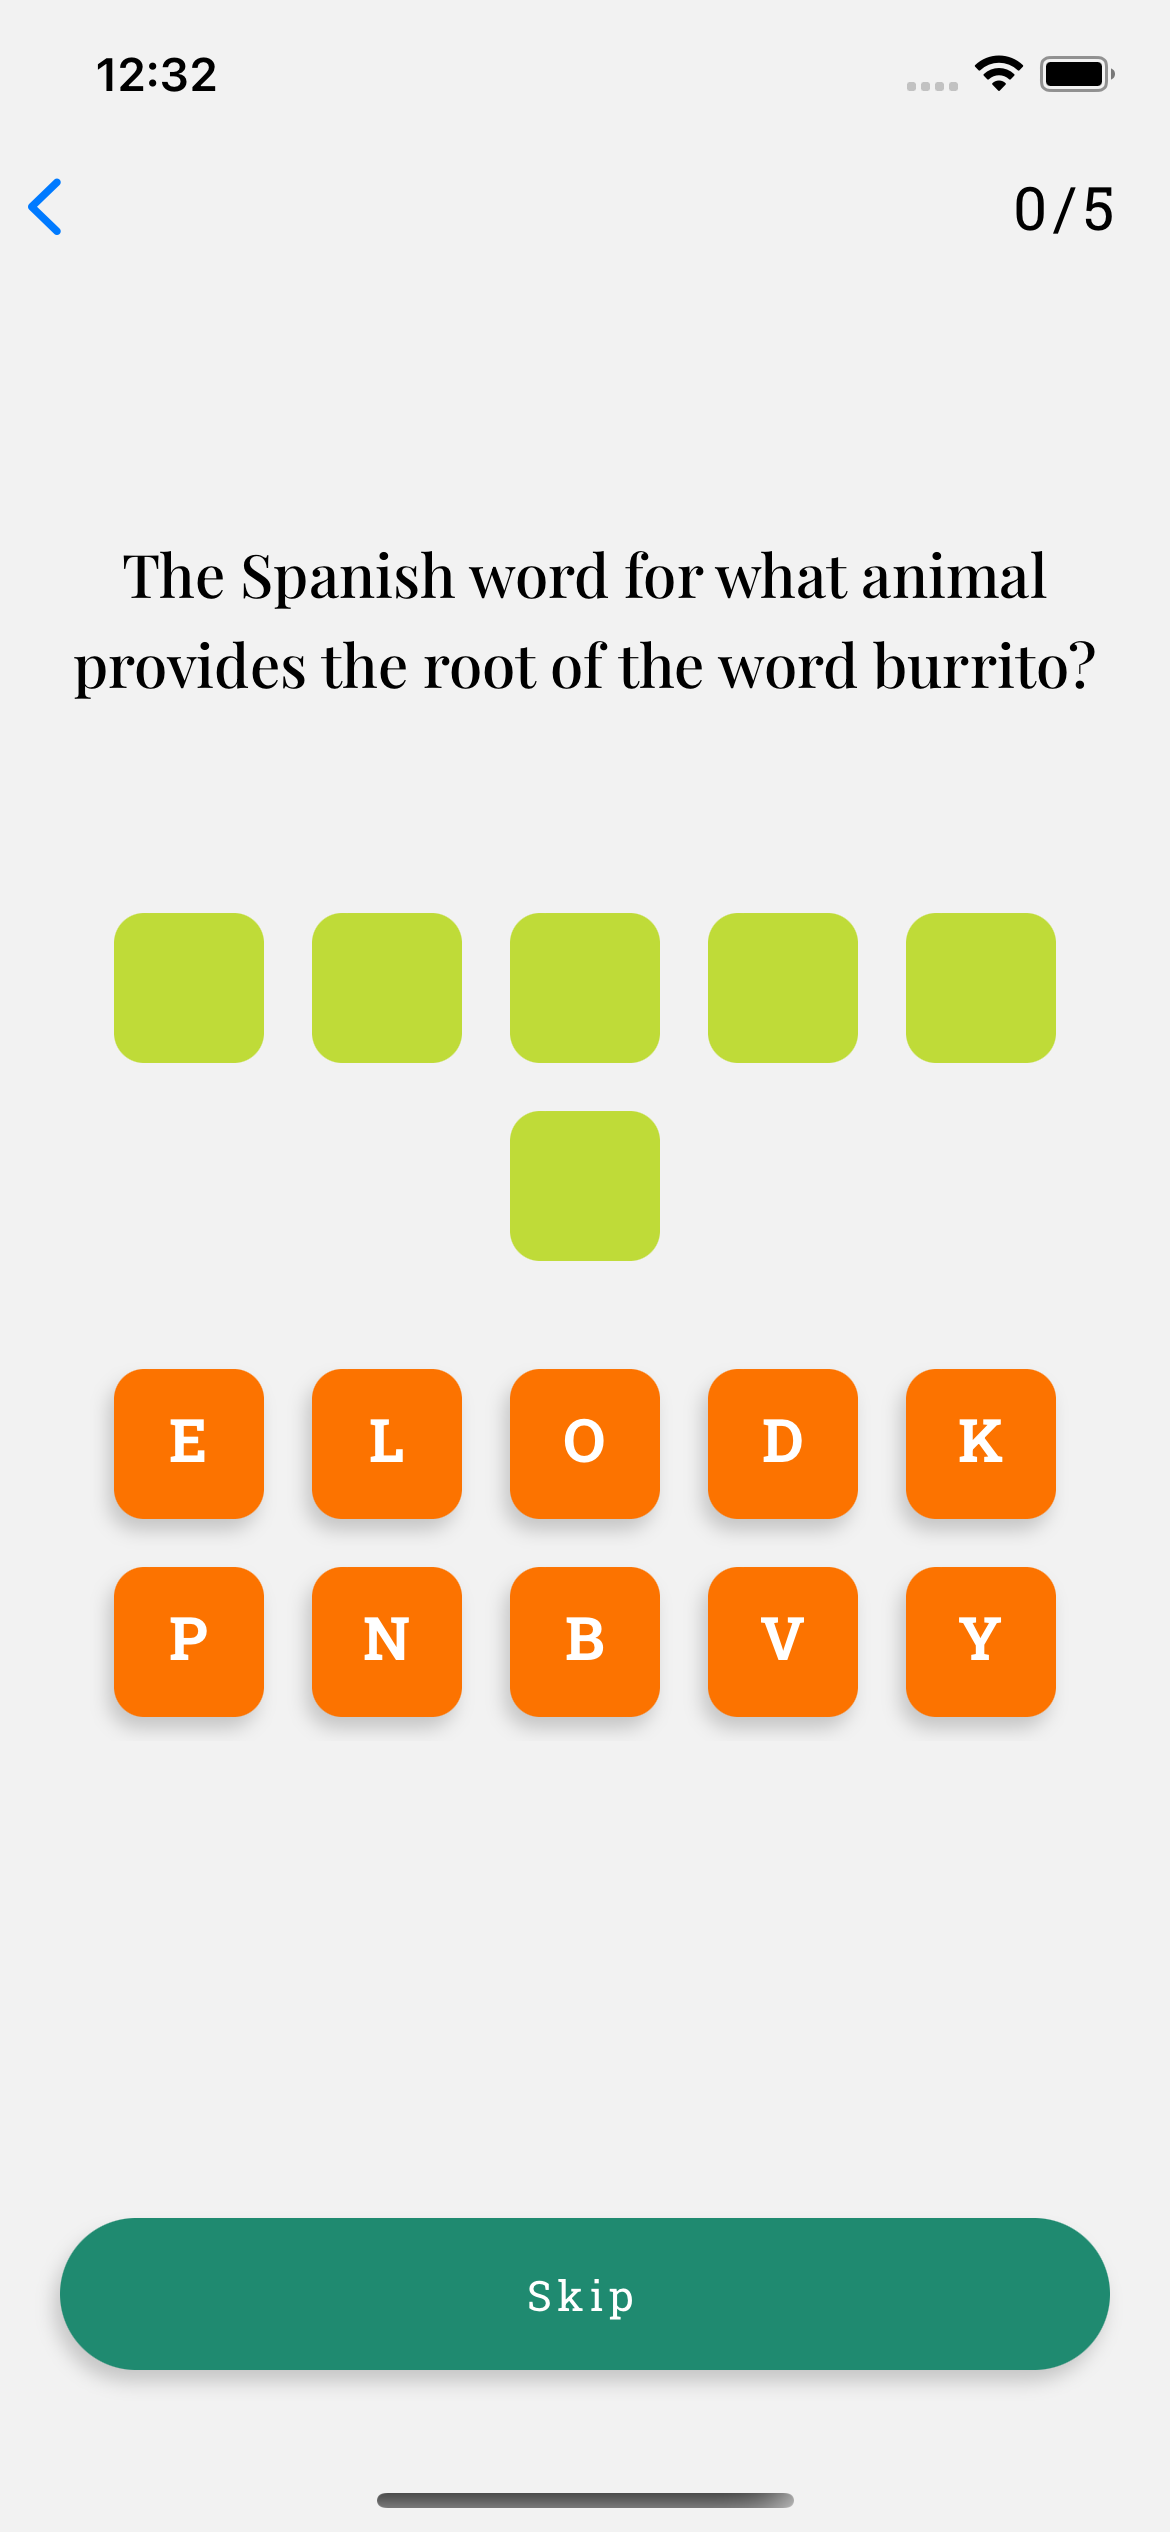 12:32
0/5
The Spanish word for what animal
provides the root of the word burrito?
E L O D K
P N B V Y
Skip